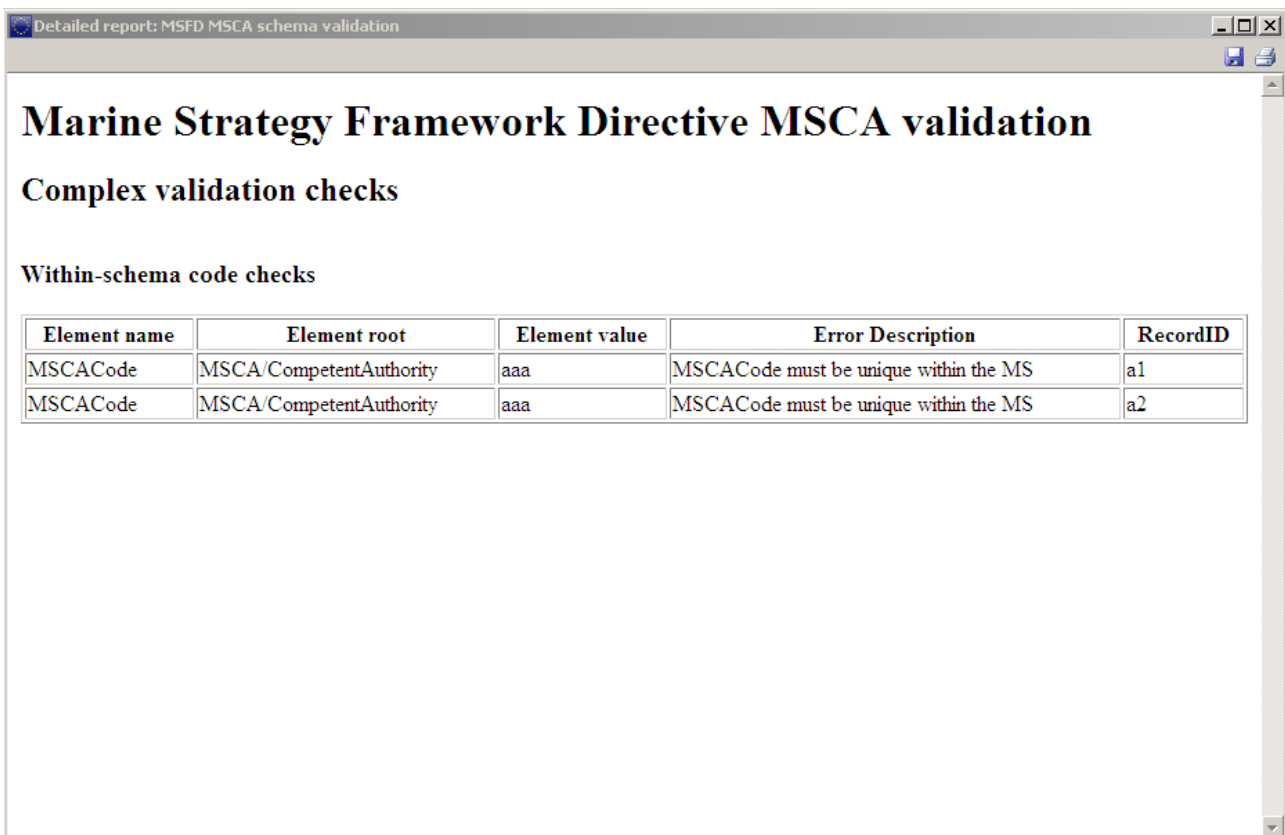 Detailed report: MSFD MSCA schema validation
Marine Strategy Framework Directive MSCA validation
Complex validation checks
Within-schema code checks
Element name Element root Element value Error Description RecordID
MSCACode MSCA/CompetentAuthority aaa MSCACode must be unique within the MS a1
MSCACode MSCA/CompetentAuthority aaa MSCACode must be unique within the MS a2